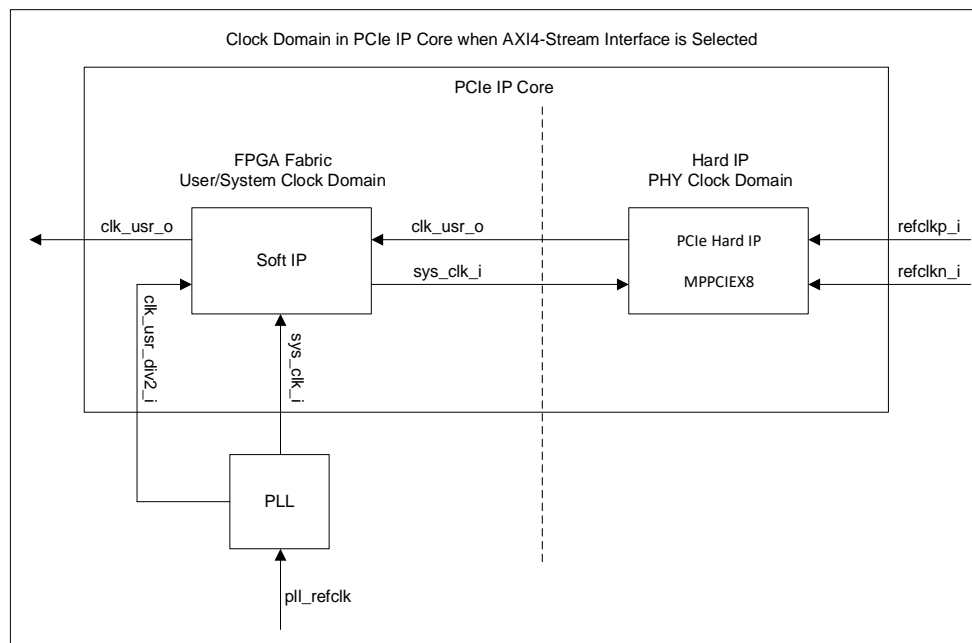 Clock Domain in PCIe IP Core when AXI4-Stream Interface is Selected
PCIe IP Core
FPGA Fabric
User/System Clock Domain
Hard IP
PHY Clock Domain
clk_usr_o
clk_usr_o
refclkp_i
Soft IP
PCIe Hard IP
sys_clk_i
MPPCIEX8
refclkn_i
clk_usr_div2_i
sys_clk_i
PLL
pll_refclk